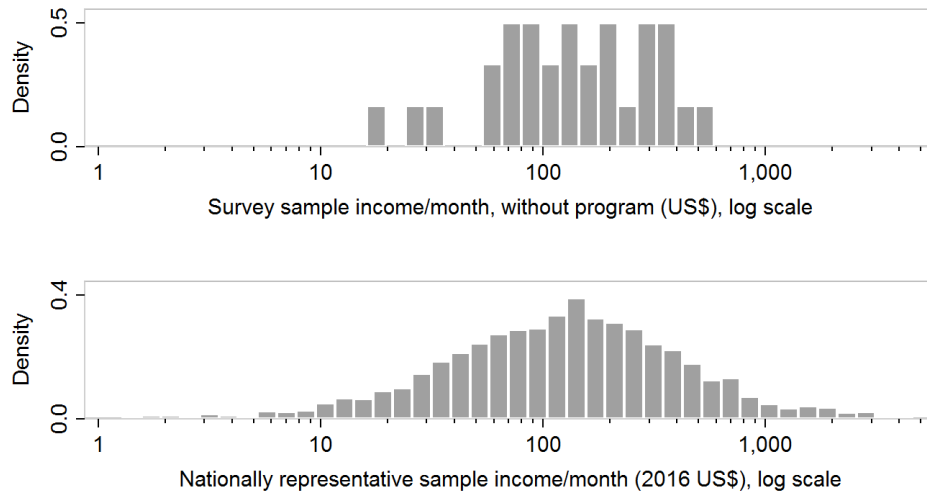 Density
0.5
0.0
1 10 100 1,000
Survey sample income/month, without program (US$), log scale
Density
0.4
0.0
1 10 100 1,000
Nationally representative sample income/month (2016 US$), log scale